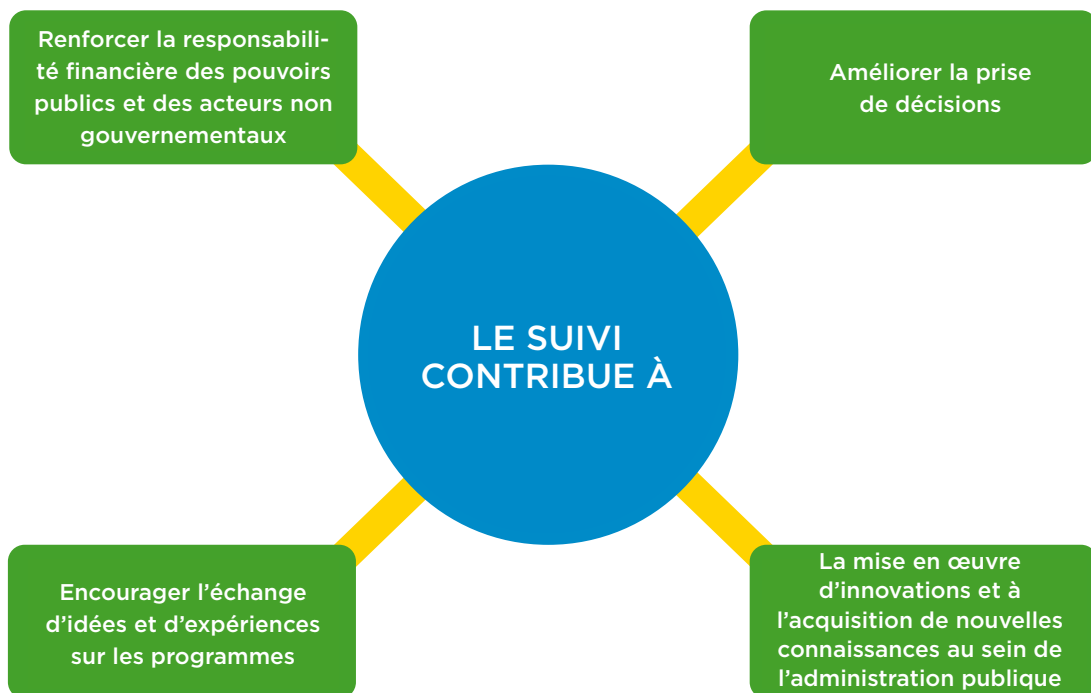 Renforcer la responsabili-
té financière des pouvoirs
publics et des acteurs non
gouvernementaux
Améliorer la prise
de décisions
LE SUIVI
CONTRIBUE À
Encourager l’échange
d’idées et d’expériences
sur les programmes
La mise en œuvre
d’innovations et à
l’acquisition de nouvelles
connaissances au sein de
l’administration publique